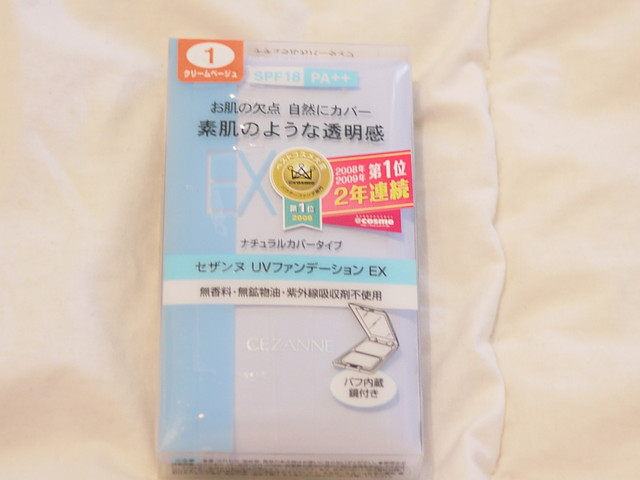 1
クリームベージュ
SPF18 PA++
お肌の欠点 自然にカバー
素肌のような透明感
EX
第1位
2009
2008年
2009年
第1位
2年連続
@cosme
ナチュラルカバータイプ
セザンヌ UVファンデーション EX
無香料・無鉱物油・紫外線吸収剤不使用
CEZANNE
パフ内蔵
鏡付き